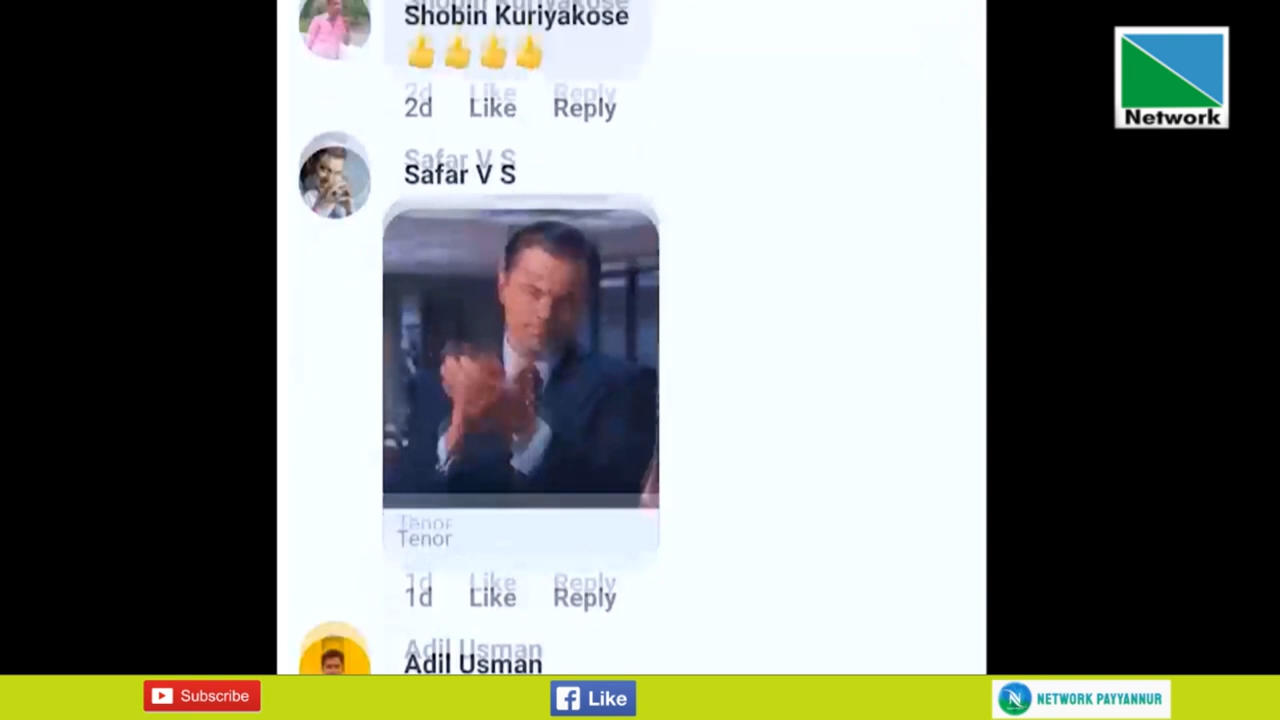 Shobin Kuriyakose
👍👍👍👍
2d Like Reply
Network
Safar V S
Tenor
1d Like Reply
Adil Usman
Subscribe
Like
NETWORK PAYYANNUR